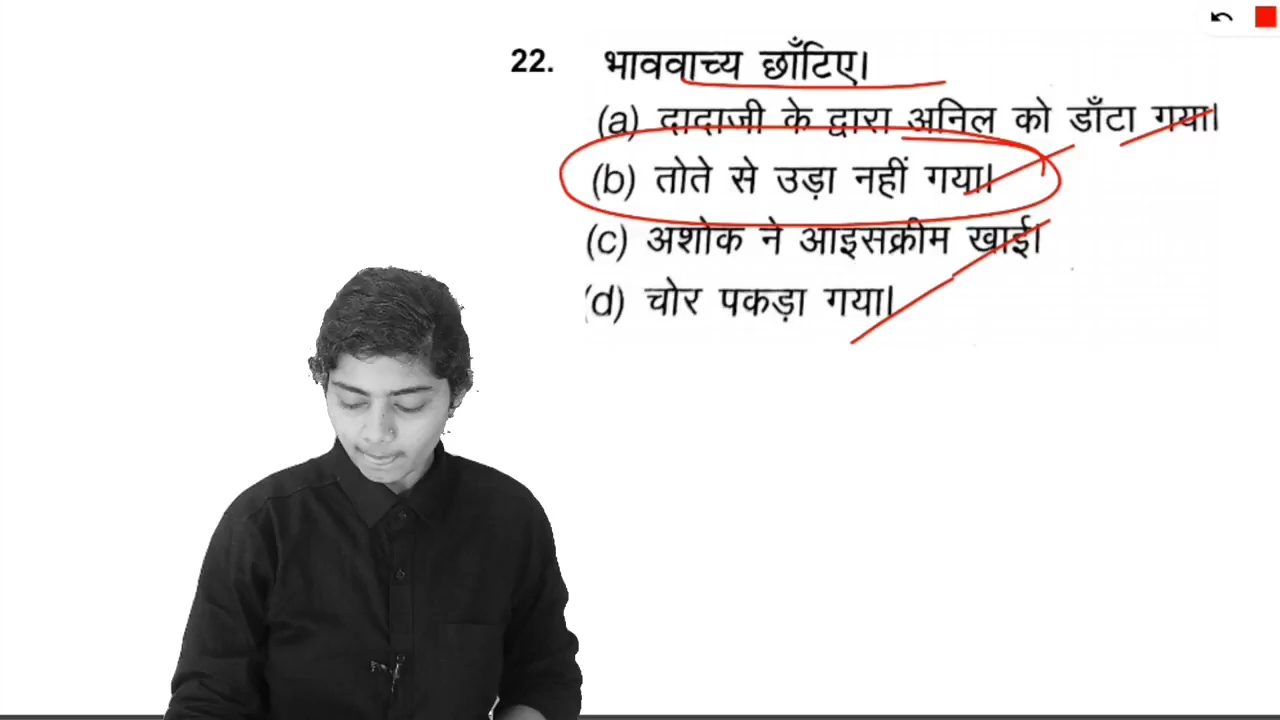 22. भाववाच्य छाँटिए।
(a) दादाजी के द्वारा अनिल को डाँटा गया।
(b) तोते से उड़ा नहीं गया।
(c) अशोक ने आइसक्रीम खाई।
(d) चोर पकड़ा गया।